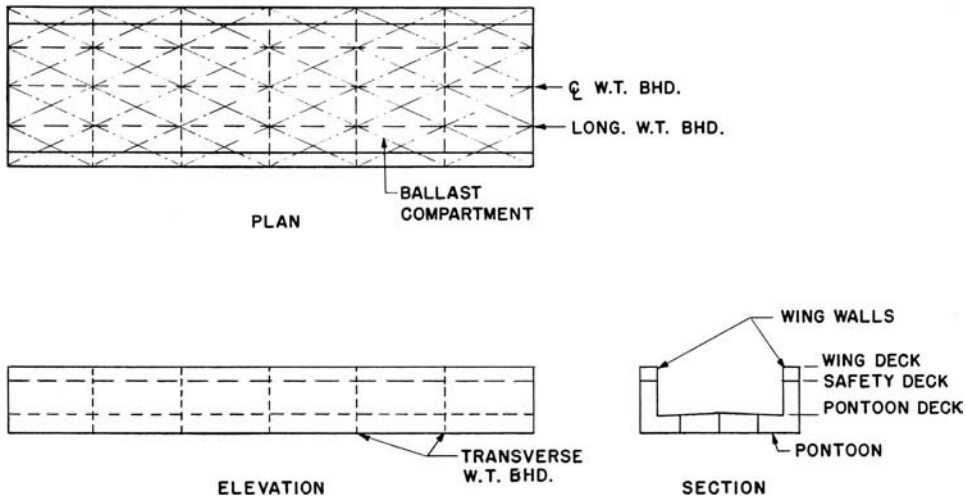 ℄ W.T. BHD.
LONG. W.T. BHD.
BALLAST
COMPARTMENT
PLAN
WING WALLS
WING DECK
SAFETY DECK
PONTOON DECK
PONTOON
TRANSVERSE
W.T. BHD.
ELEVATION
SECTION